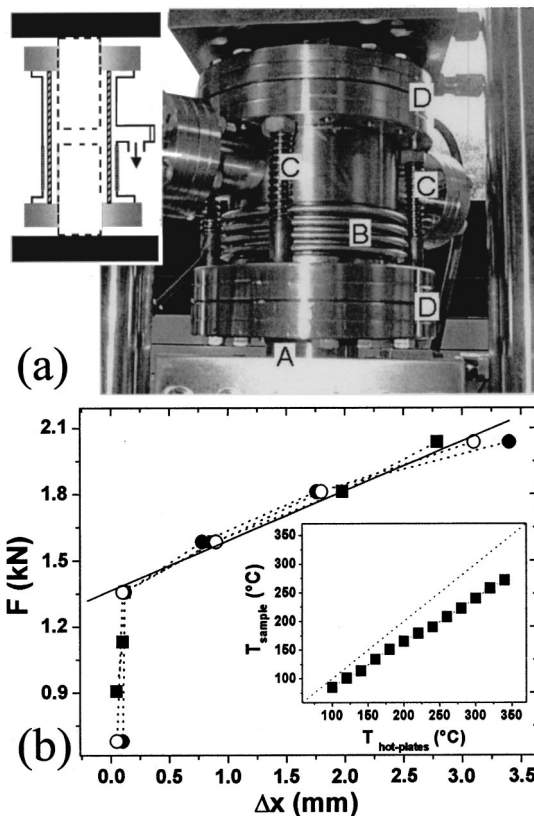 D
C
C
B
D
A
(a)
2.1
1.8
1.5
1.2
0.9
F (kN)
350
300
250
200
150
100
T_sample (°C)
100 150 200 250 300 350
T_hot-plates (°C)
(b)
0.0 0.5 1.0 1.5 2.0 2.5 3.0 3.5
Δx (mm)